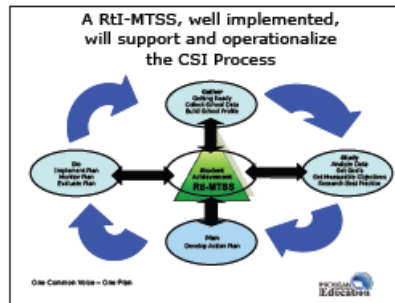 A RtI-MTSS, well implemented,
will support and operationalize
the CSI Process
Gather
Getting Ready
Collect School Data
Build School Profile
Do
Implement Plan
Monitor Plan
Evaluate Plan
Student
Achievement
RtI-MTSS
Study
Analyze Data
Set Goals
Set Measurable Objectives
Research Best Practice
Plan
Develop Action Plan
One Common Voice – One Plan
MICHIGAN
Education